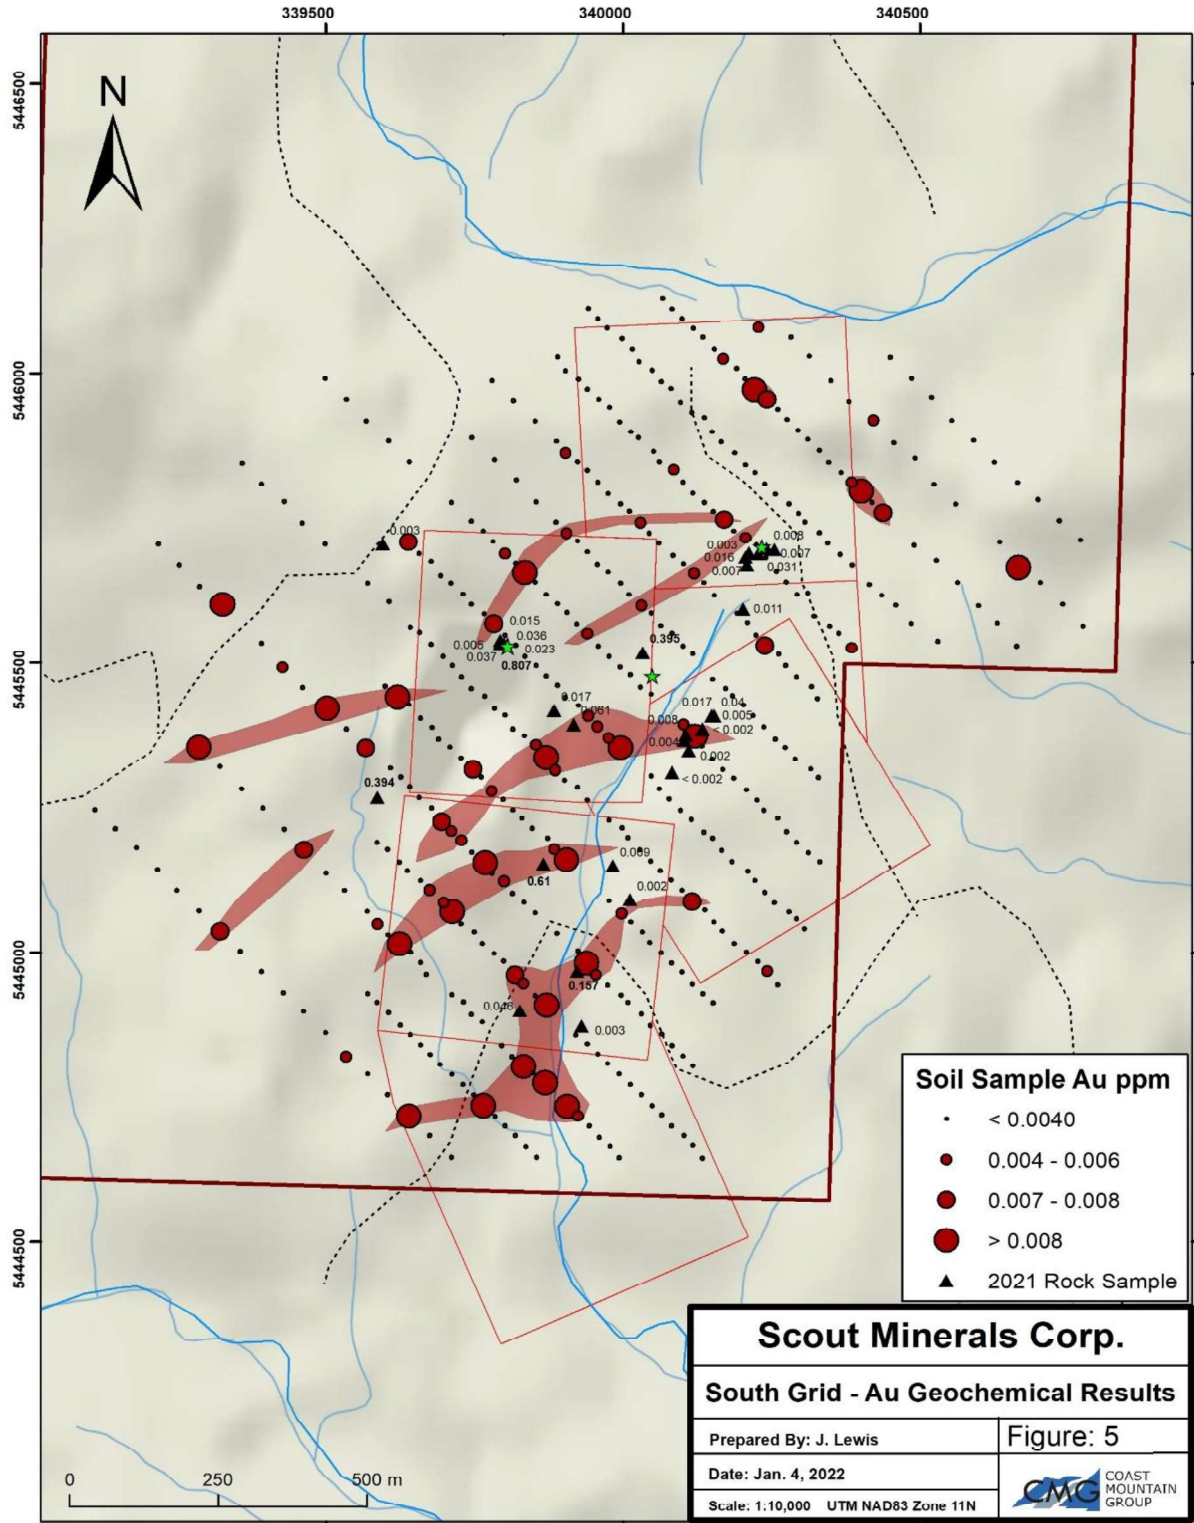 339500
340000
340500
5446500
N
5446000
0.003
0.003
0.008
0.016
0.007
0.007
0.031
0.011
0.015
0.036
0.005
0.023
0.037
0.807
0.395
5445500
0.017
0.061
0.017
0.04
0.008
0.005
0.004
< 0.002
0.002
< 0.002
0.394
0.009
0.61
0.002
5445000
0.157
0.003
Soil Sample Au ppm
< 0.0040
0.004 - 0.006
0.007 - 0.008
> 0.008
2021 Rock Sample
5444500
Scout Minerals Corp.
South Grid - Au Geochemical Results
Prepared By: J. Lewis
Figure: 5
Date: Jan. 4, 2022
Scale: 1:10,000 UTM NAD83 Zone 11N
CMG
COAST
MOUNTAIN
GROUP
0
250
500 m